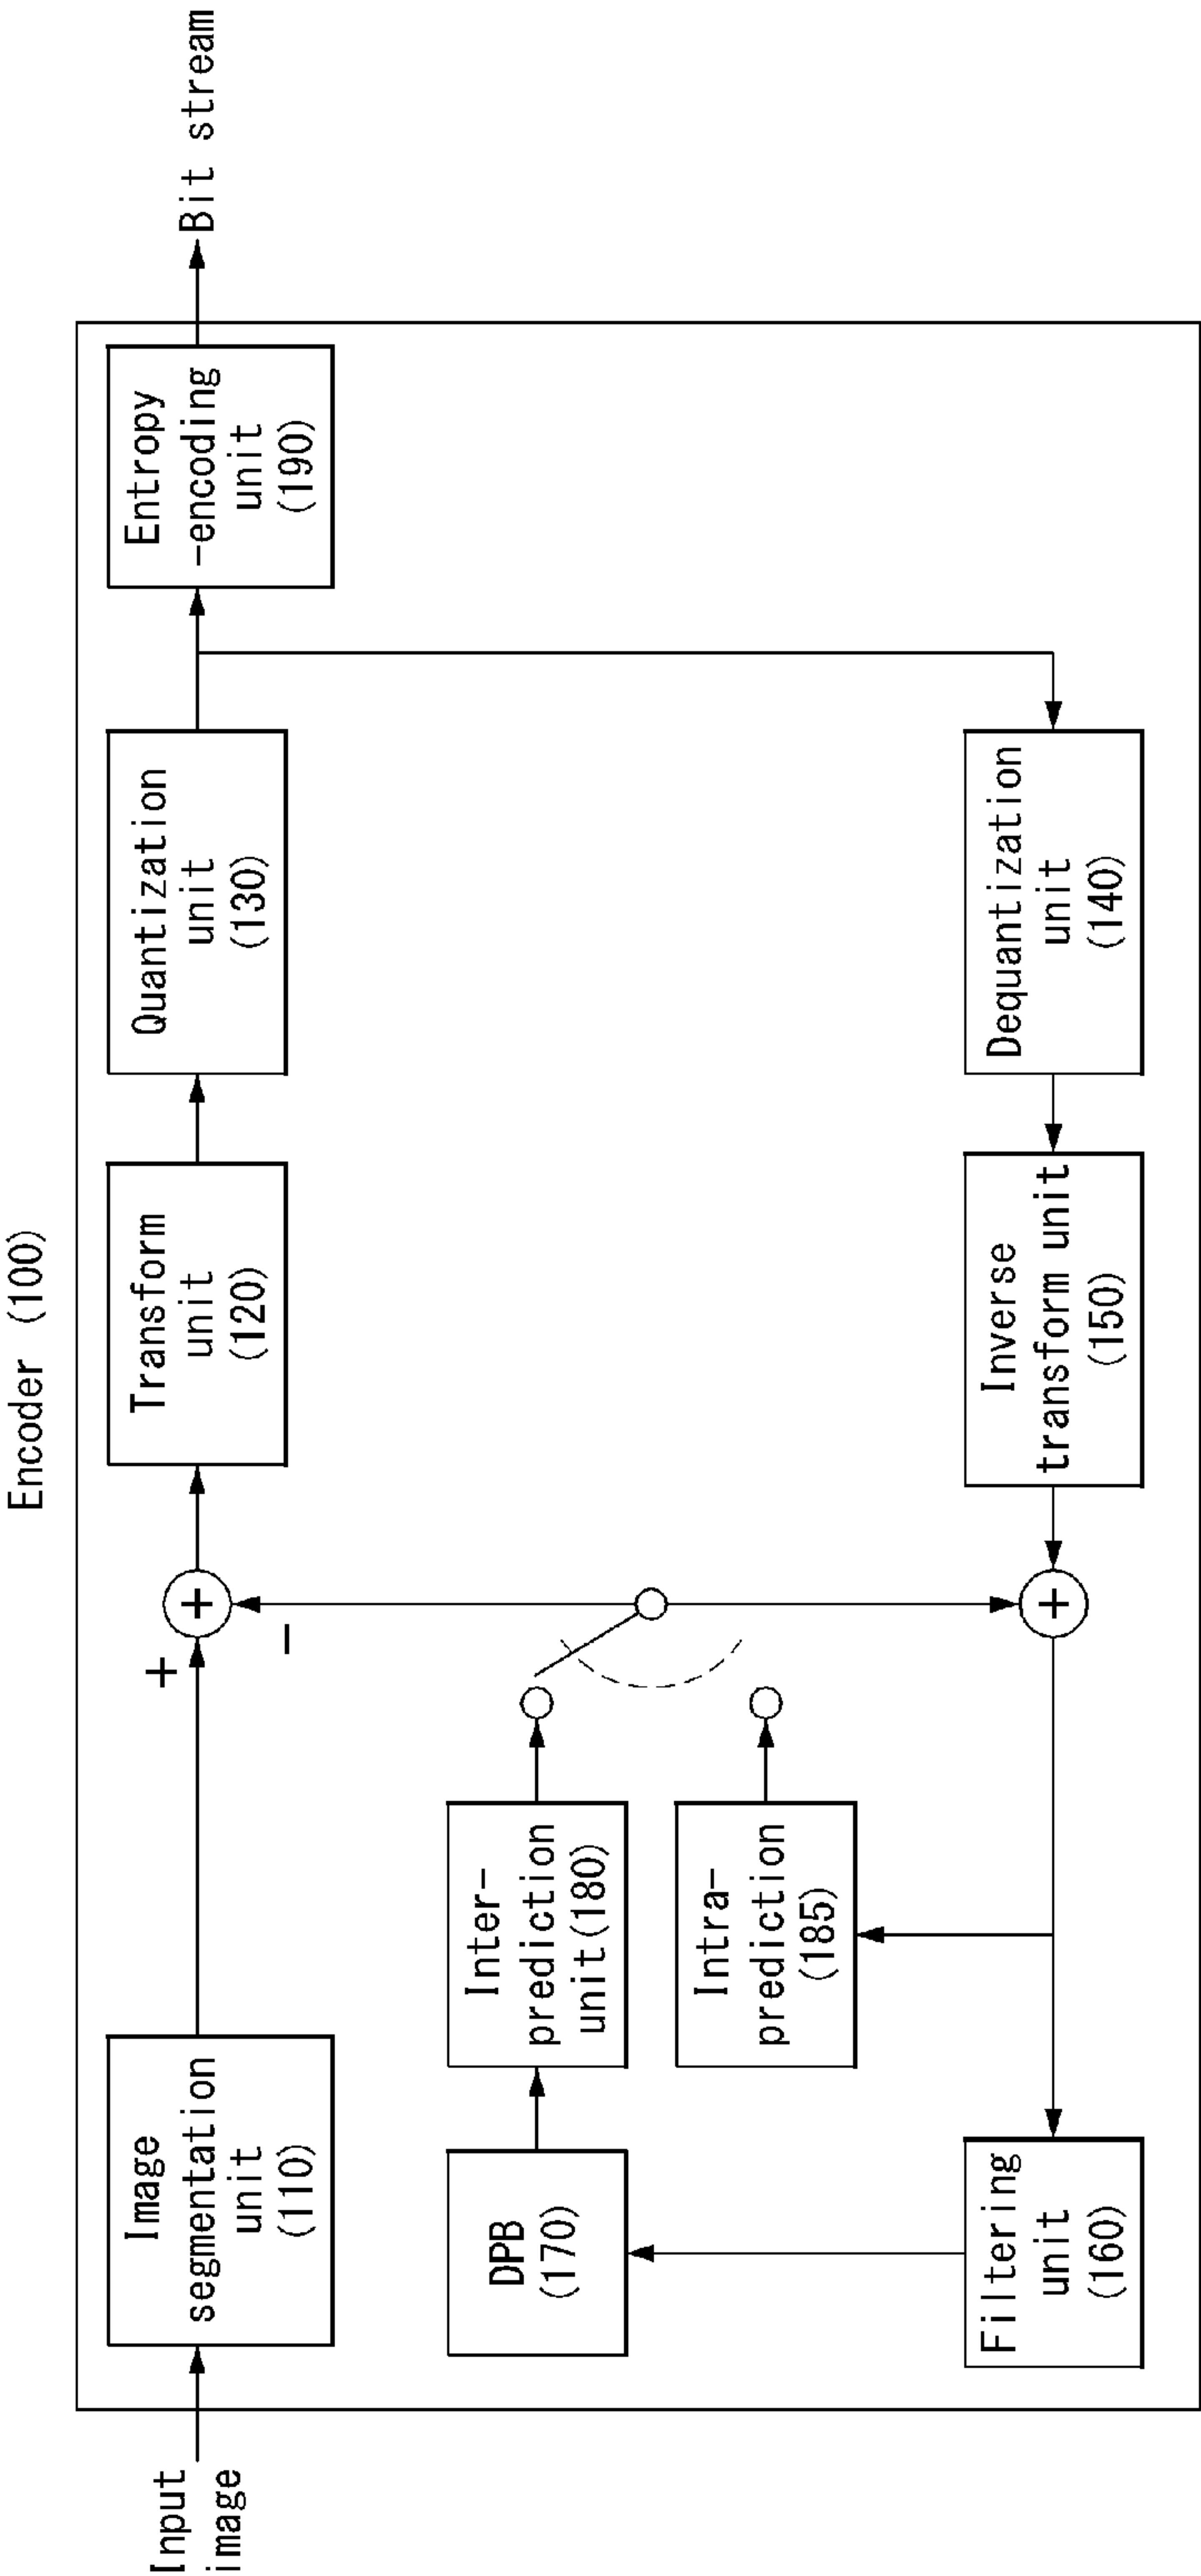 Encoder (100)
Input
image
Image
segmentation
unit
(110)
+
-
+
Transform
unit
(120)
Quantization
unit
(130)
Entropy
-encoding
unit
(190)
Bit stream
DPB
(170)
Inter-
prediction
unit(180)
Intra-
prediction
(185)
Filtering
unit
(160)
+
Inverse
transform unit
(150)
Dequantization
unit
(140)